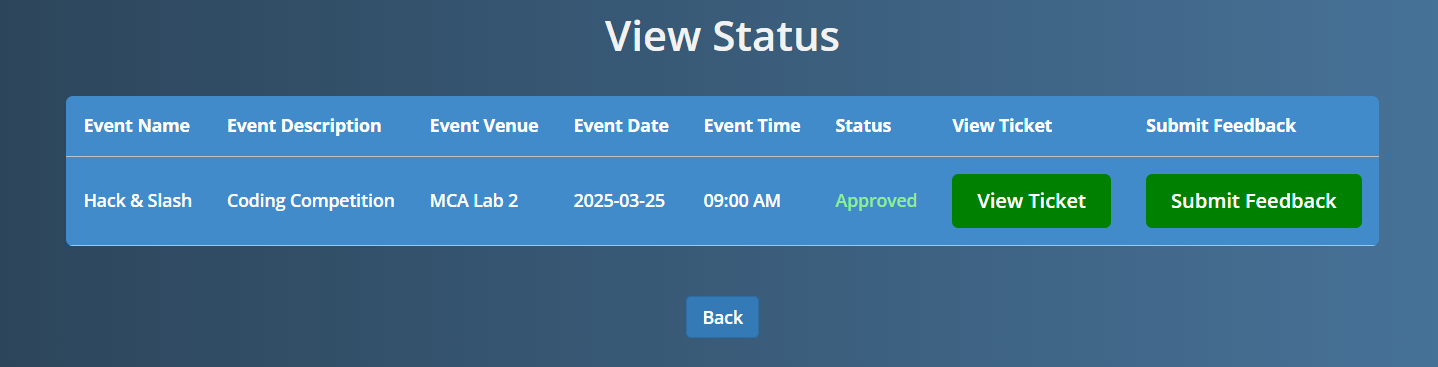 View Status
Event Name Event Description Event Venue Event Date Event Time Status View Ticket Submit Feedback
Hack & Slash Coding Competition MCA Lab 2 2025-03-25 09:00 AM Approved View Ticket Submit Feedback
Back